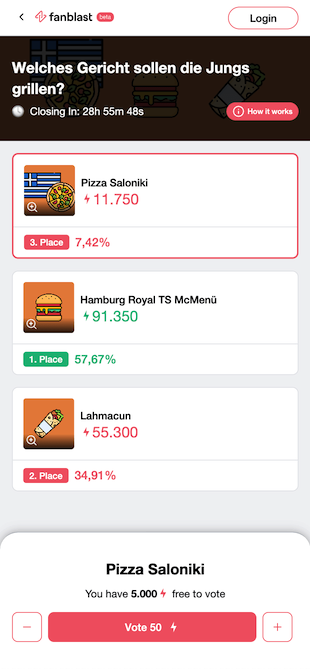 fanblast beta
Login
Welches Gericht sollen die Jungs
grillen?
Closing In: 28h 55m 48s
How it works
Pizza Saloniki
11.750
3. Place 7,42%
Hamburg Royal TS McMenü
91.350
1. Place 57,67%
Lahmacun
55.300
2. Place 34,91%
Pizza Saloniki
You have 5.000 free to vote
Vote 50